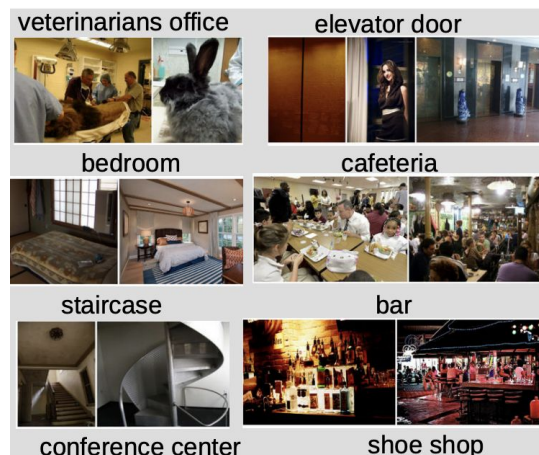 veterinarians office
elevator door
bedroom
cafeteria
staircase
bar
conference center
shoe shop